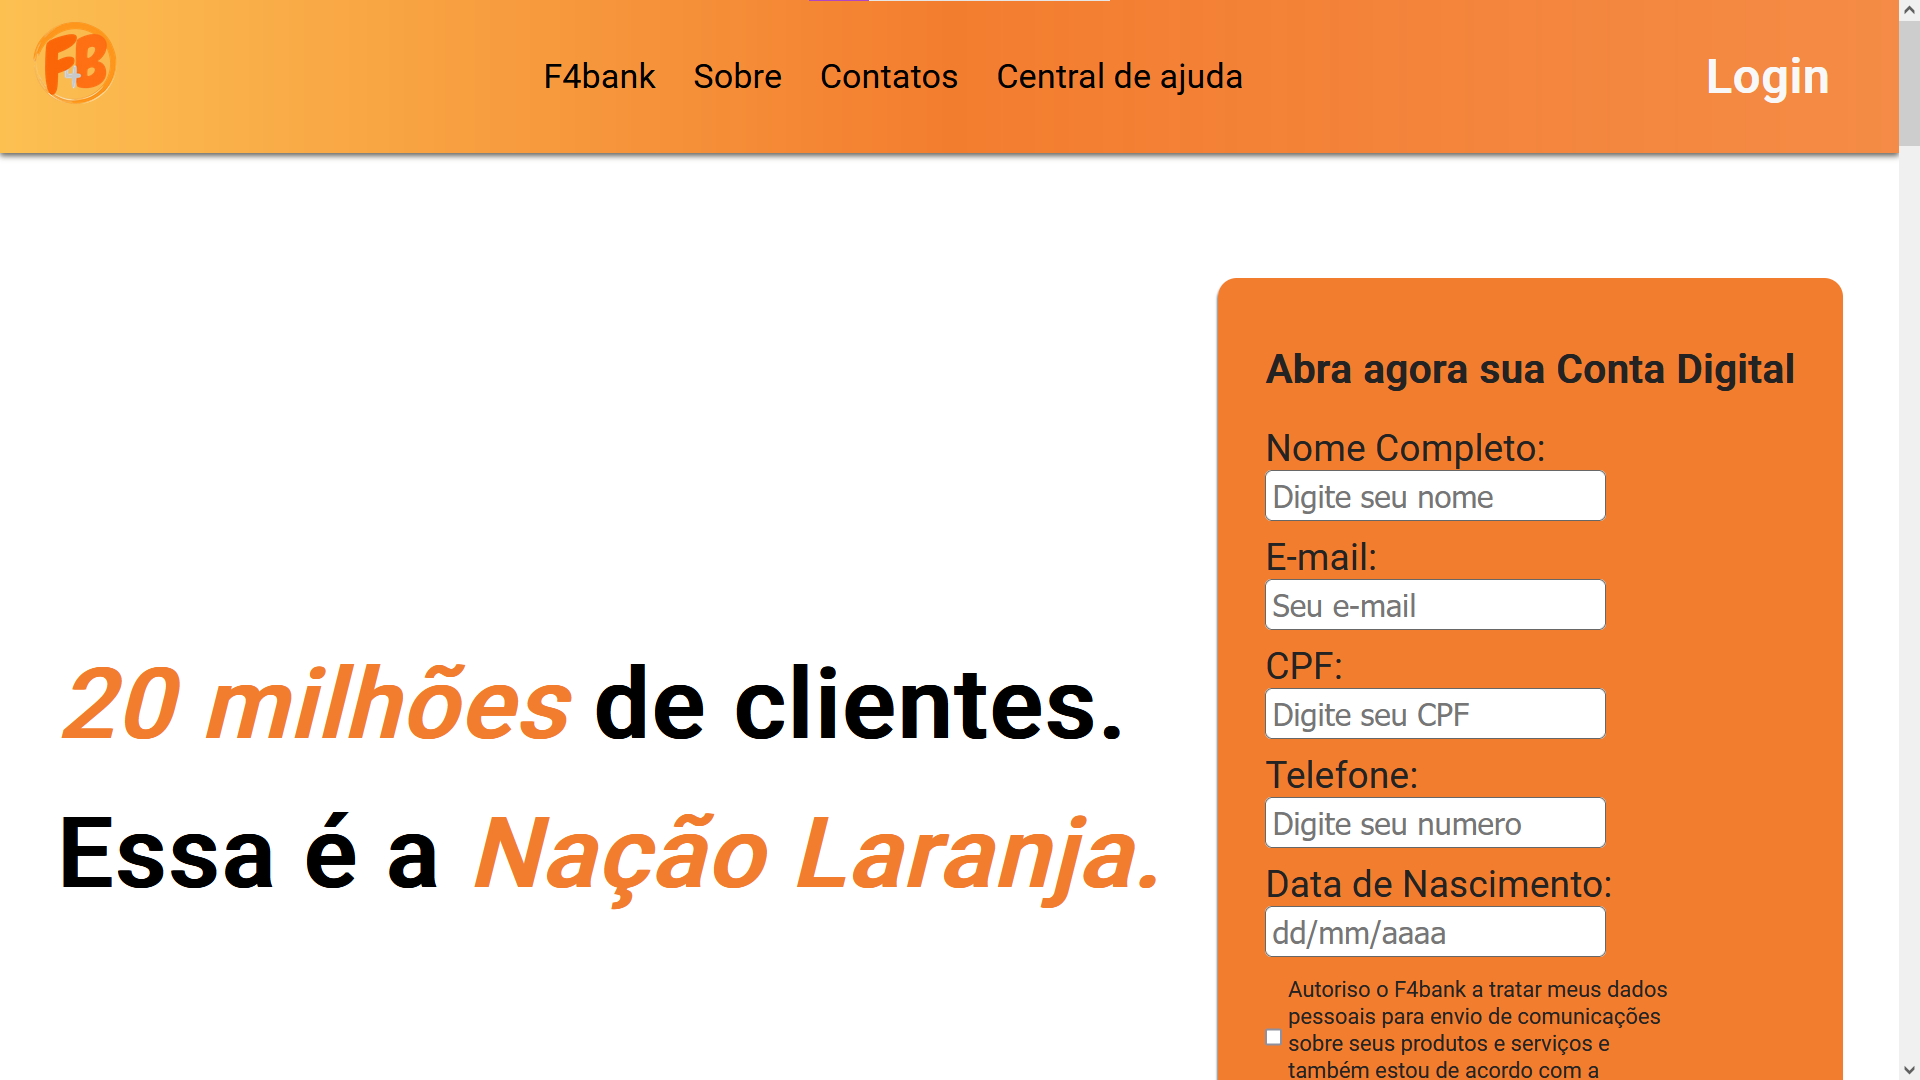 F+B
F4bank Sobre Contatos Central de ajuda Login
20 milhões de clientes.
Essa é a Nação Laranja.
Abra agora sua Conta Digital
Nome Completo:
Digite seu nome
E-mail:
Seu e-mail
CPF:
Digite seu CPF
Telefone:
Digite seu numero
Data de Nascimento:
dd/mm/aaaa
Autoriso o F4bank a tratar meus dados
pessoais para envio de comunicações
sobre seus produtos e serviços e
também estou de acordo com a